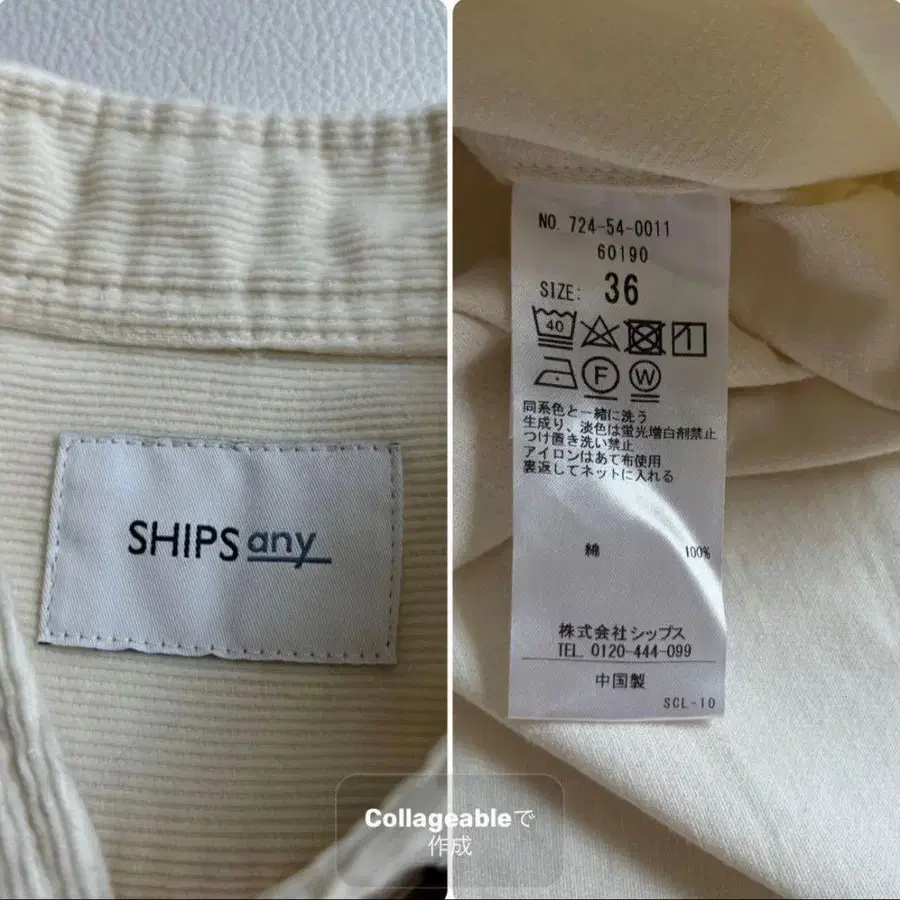 SHIPS any
NO. 724-54-0011
60190
SIZE: 36
40
F W
同系色と一緒に洗う
生成り、淡色は蛍光増白剤禁止
つけ置き洗い禁止
アイロンはあて布使用
裏返してネットに入れる
綿 100%
株式会社シップス
TEL. 0120-444-099
中国製
SCL-10
Collageableで
作成